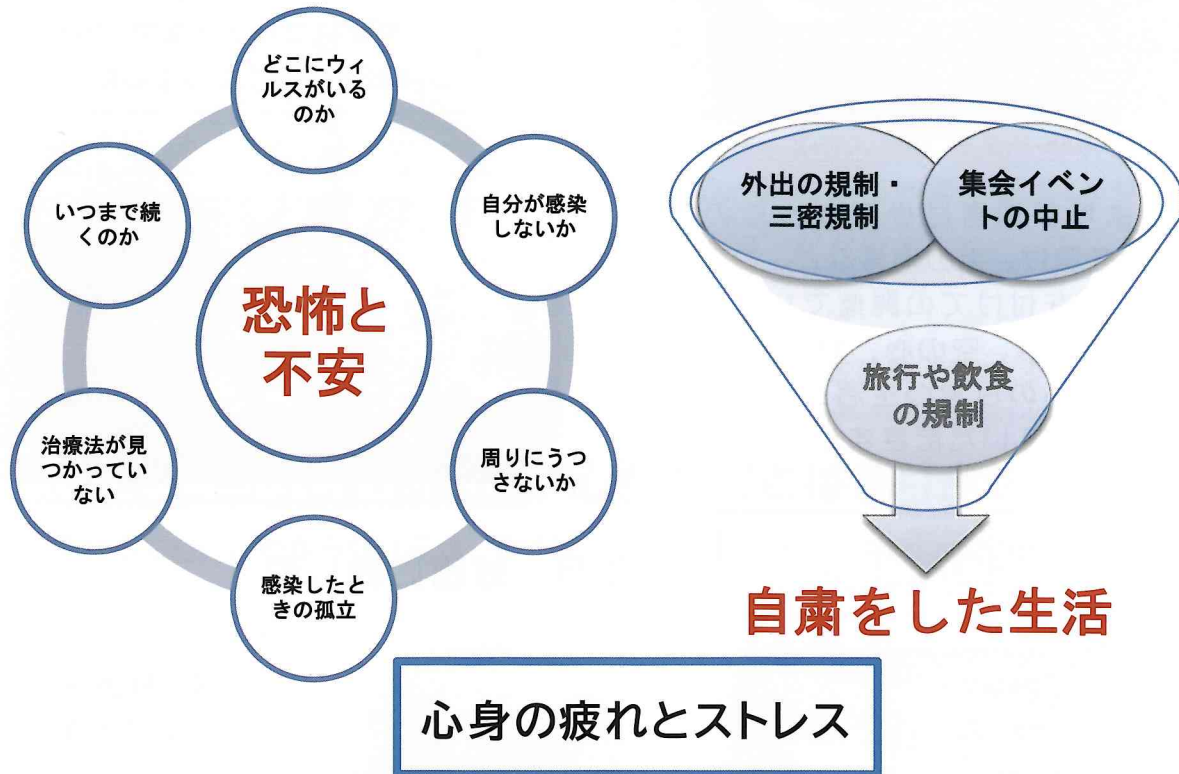 どこにウィ
ルスがいる
のか
自分が感染
しないか
周りにうつ
さないか
感染したと
きの孤立
治療法が見
つかってい
ない
いつまで続
くのか
恐怖と
不安
外出の規制・
三密規制
集会イベン
トの中止
旅行や飲食
の規制
自粛をした生活
心身の疲れとストレス